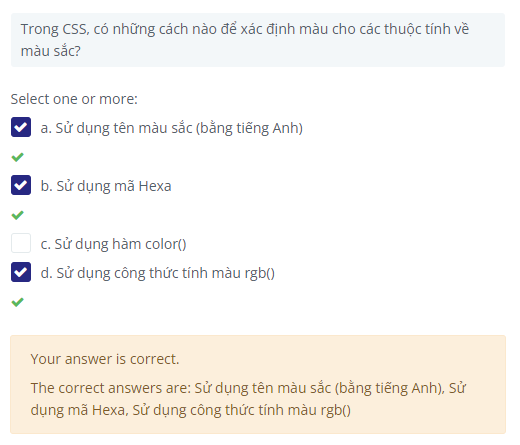 Trong CSS, có những cách nào để xác định màu cho các thuộc tính về
màu sắc?
Select one or more:
a. Sử dụng tên màu sắc (bằng tiếng Anh)
b. Sử dụng mã Hexa
c. Sử dụng hàm color()
d. Sử dụng công thức tính màu rgb()
Your answer is correct.
The correct answers are: Sử dụng tên màu sắc (bằng tiếng Anh), Sử
dụng mã Hexa, Sử dụng công thức tính màu rgb()